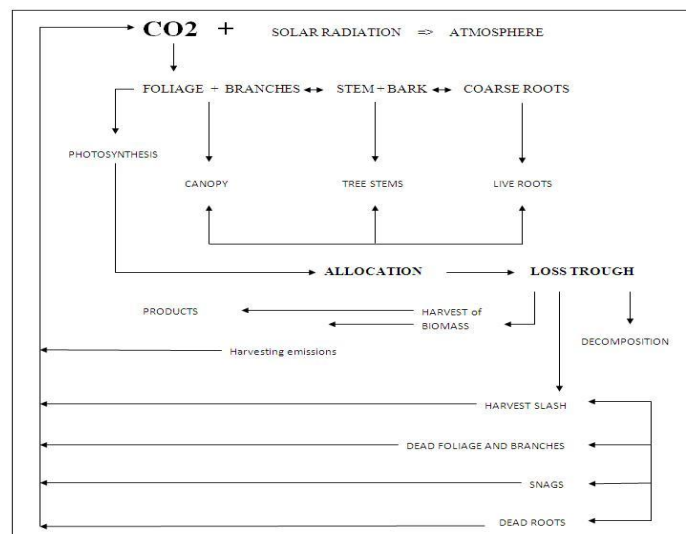 CO2 + SOLAR RADIATION => ATMOSPHERE
FOLIAGE + BRANCHES STEM + BARK COARSE ROOTS
PHOTOSYNTHESIS
CANOPY TREE STEMS LIVE ROOTS
ALLOCATION LOSS TROUGH
PRODUCTS HARVEST of
BIOMASS
DECOMPOSITION
Harvesting emissions
HARVEST SLASH
DEAD FOLIAGE AND BRANCHES
SNAGS
DEAD ROOTS